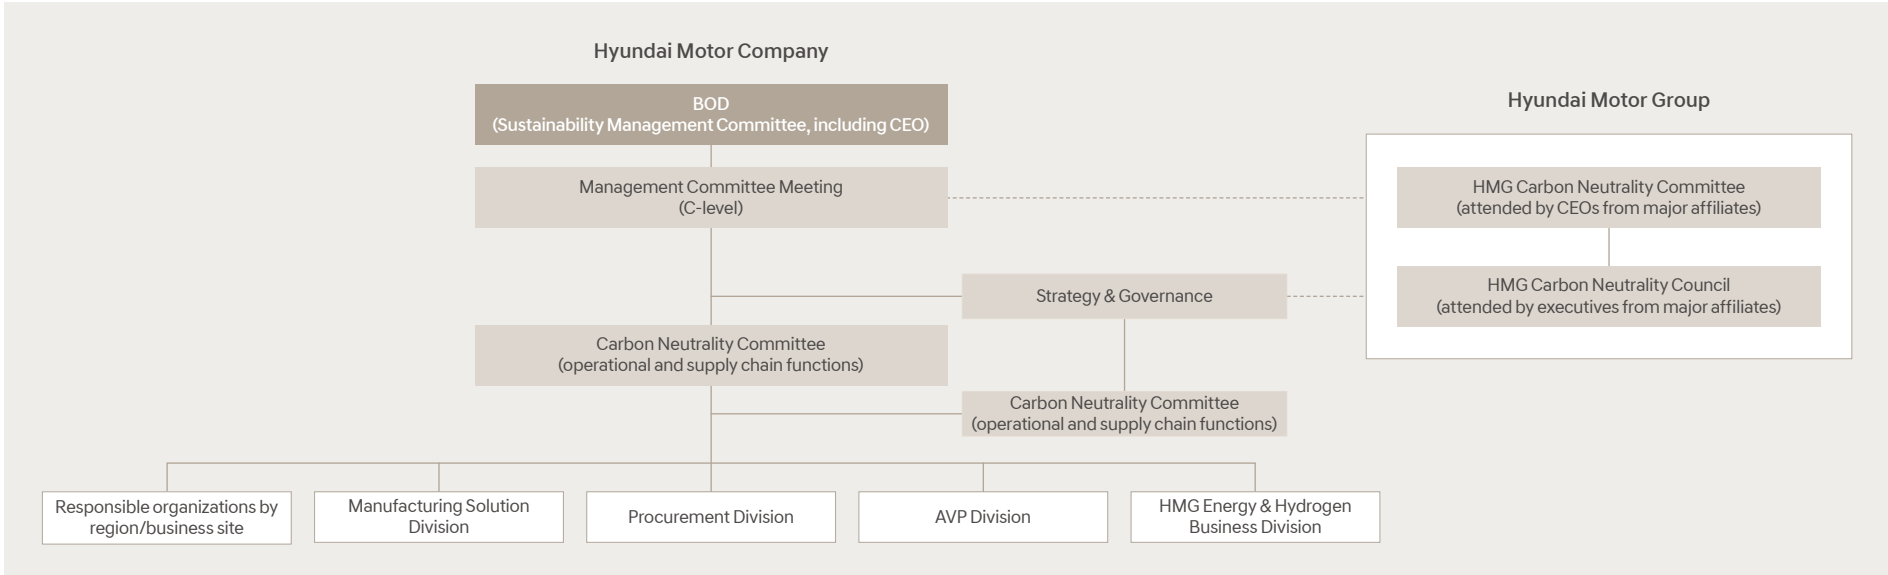 Hyundai Motor Company
BOD
(Sustainability Management Committee, including CEO)
Management Committee Meeting
(C-level)
Strategy & Governance
Carbon Neutrality Committee
(operational and supply chain functions)
Carbon Neutrality Committee
(operational and supply chain functions)
Responsible organizations by
region/business site
Manufacturing Solution
Division
Procurement Division
AVP Division
HMG Energy & Hydrogen
Business Division
Hyundai Motor Group
HMG Carbon Neutrality Committee
(attended by CEOs from major affiliates)
HMG Carbon Neutrality Council
(attended by executives from major affiliates)